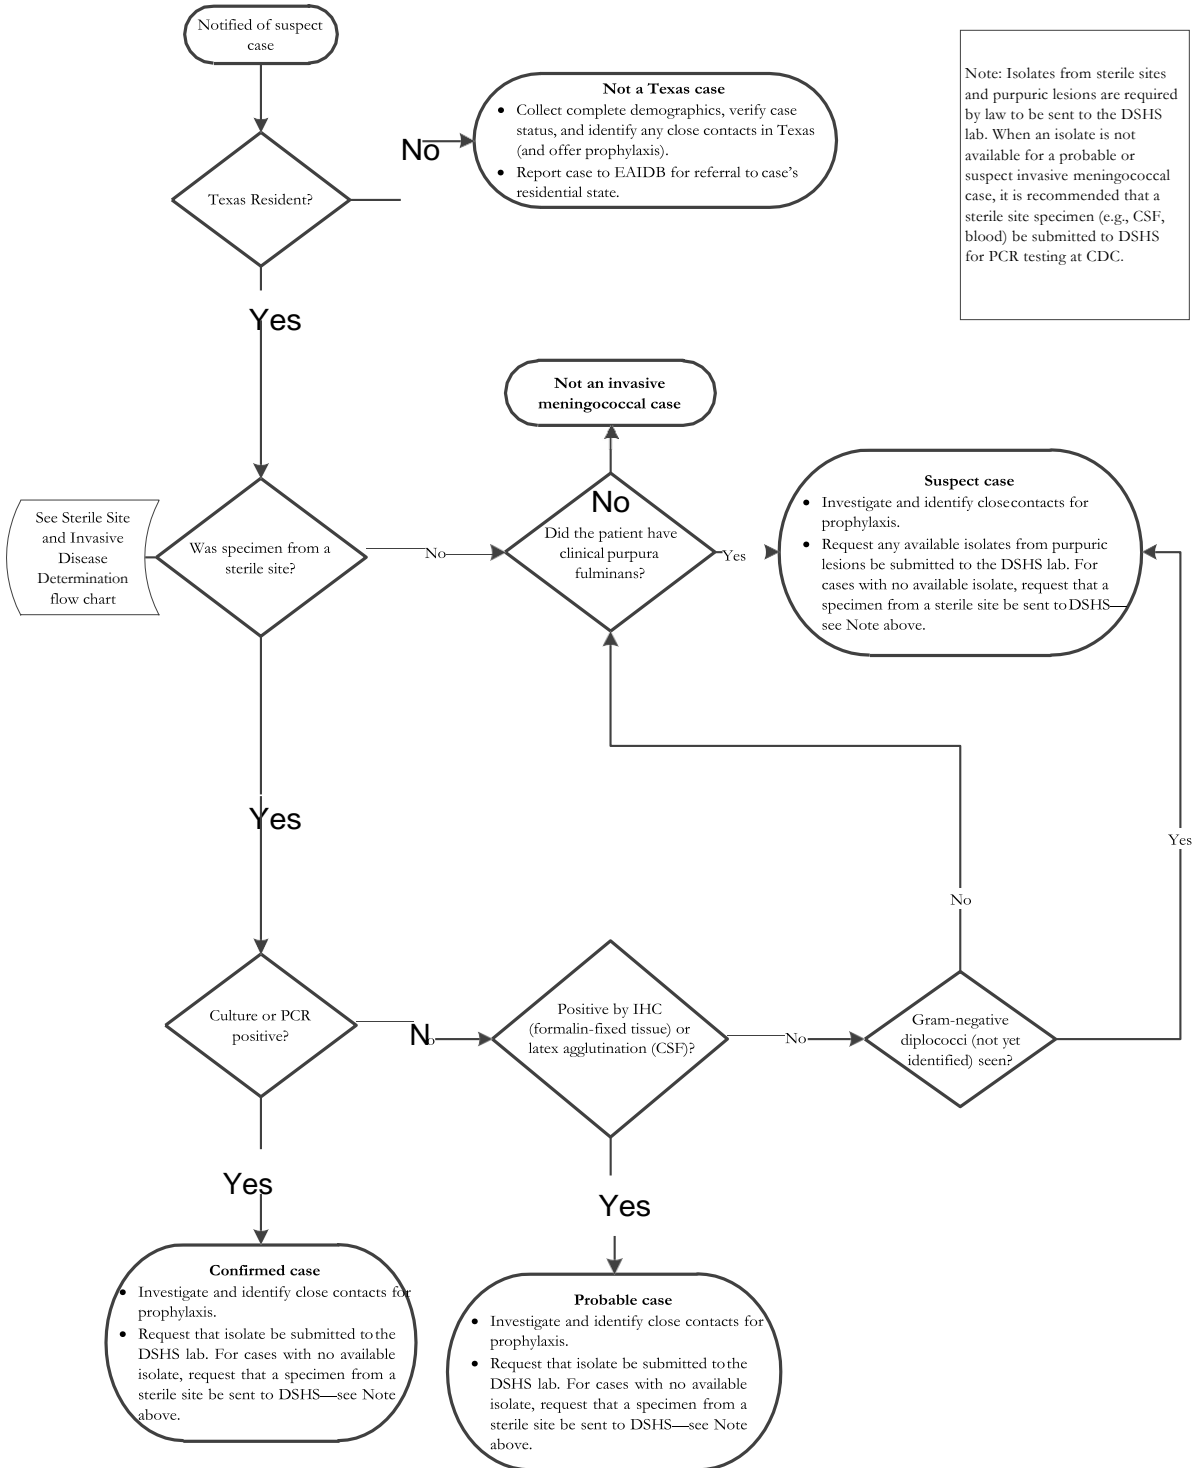 Notified of suspect
case
Not a Texas case
• Collect complete demographics, verify case
status, and identify any close contacts in Texas
(and offer prophylaxis).
• Report case to EAIDB for referral to case's
residential state.
Note: Isolates from sterile sites
and purpuric lesions are required
by law to be sent to the DSHS
lab. When an isolate is not
available for a probable or
suspect invasive meningococcal
case, it is recommended that a
sterile site specimen (e.g., CSF,
blood) be submitted to DSHS
for PCR testing at CDC.
No
Texas Resident?
Yes
Not an invasive
meningococcal case
See Sterile Site
and Invasive
Disease
Determination
flow chart
Was specimen from a
sterile site?
No
No
Did the patient have
clinical purpura
fulminans?
Yes
Suspect case
• Investigate and identify close contacts for
prophylaxis.
• Request any available isolates from purpuric
lesions be submitted to the DSHS lab. For
cases with no available isolate, request that a
specimen from a sterile site be sent to DSHS—
see Note above.
Yes
Yes
No
Culture or PCR
positive?
No
Positive by IHC
(formalin-fixed tissue) or
latex agglutination (CSF)?
No
Gram-negative
diplococci (not yet
identified) seen?
Yes
Yes
Confirmed case
• Investigate and identify close contacts for
prophylaxis.
• Request that isolate be submitted to the
DSHS lab. For cases with no available
isolate, request that a specimen from a
sterile site be sent to DSHS—see Note
above.
Probable case
• Investigate and identify close contacts for
prophylaxis.
• Request that isolate be submitted to the
DSHS lab. For cases with no available
isolate, request that a specimen from a
sterile site be sent to DSHS—see Note
above.